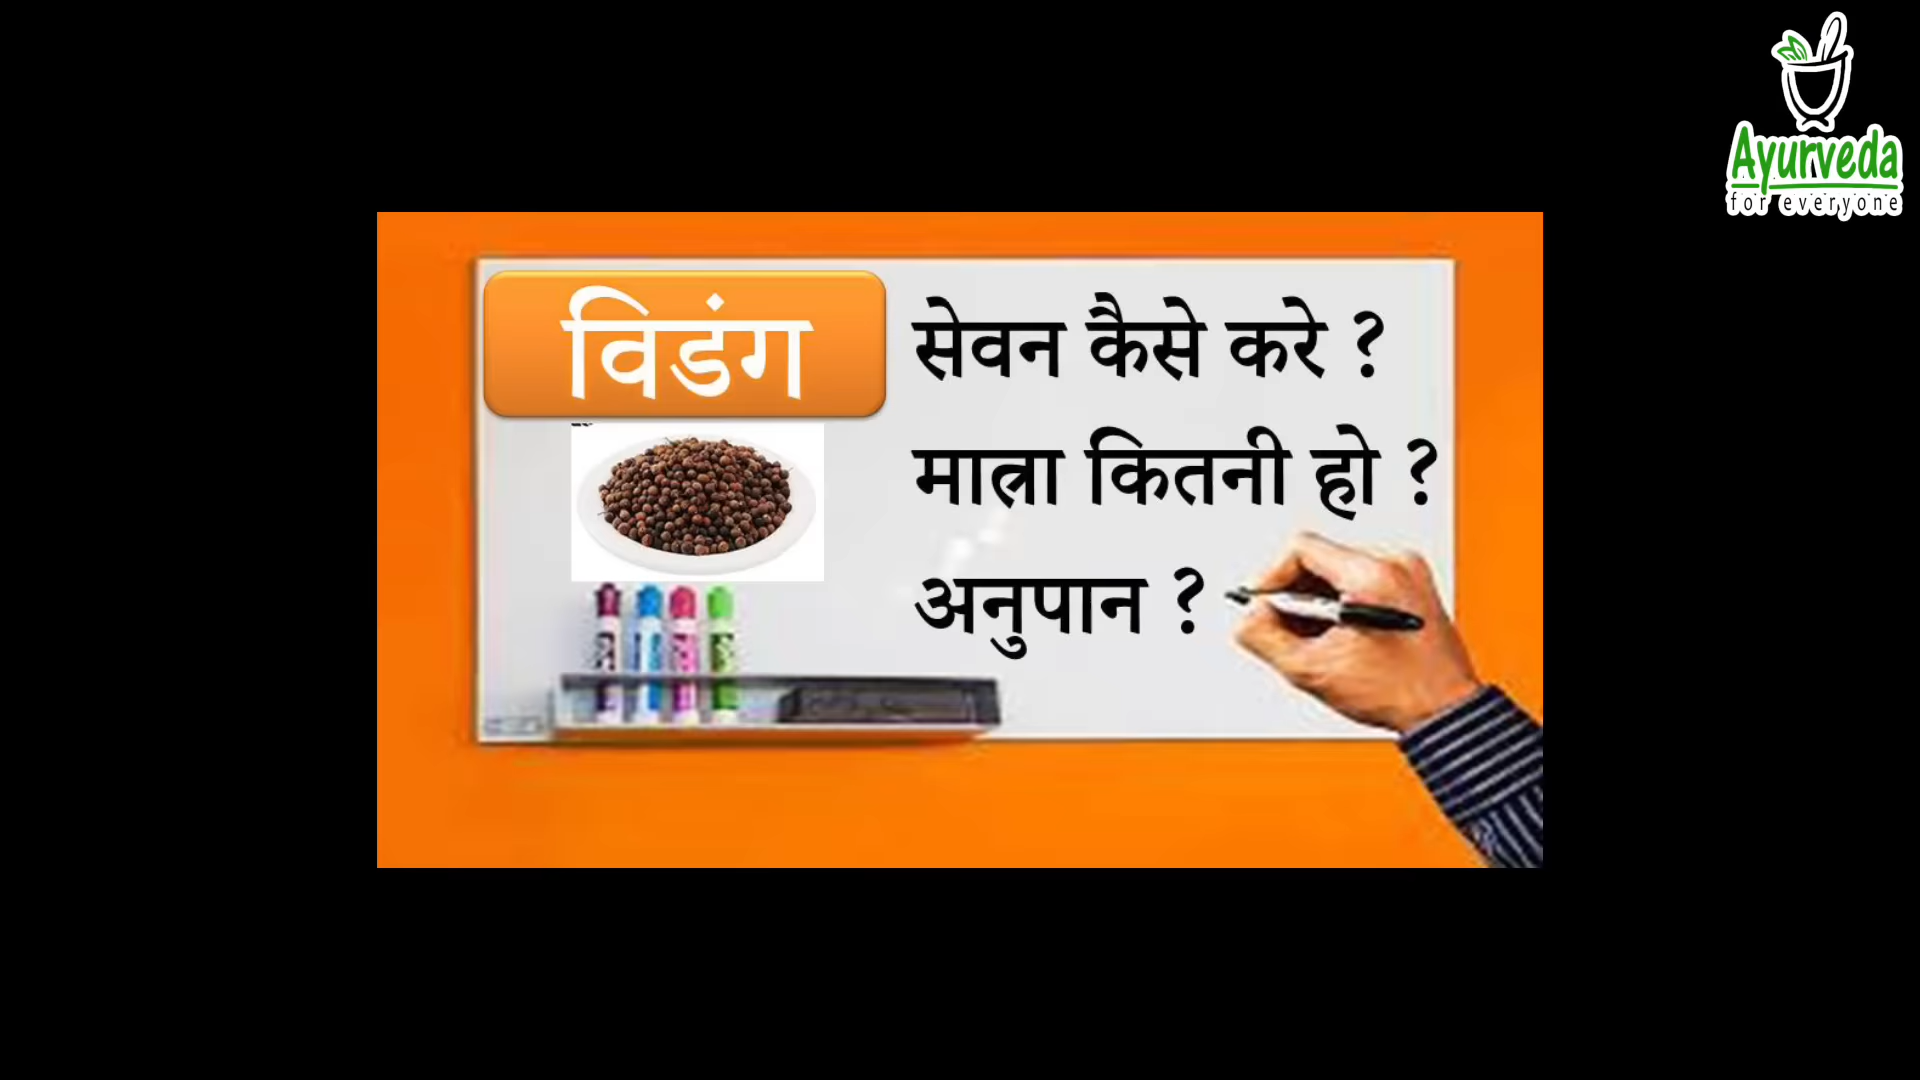 विडंग
सेवन कैसे करे ?
मात्रा कितनी हो ?
अनुपान ?
Ayurveda
for everyone